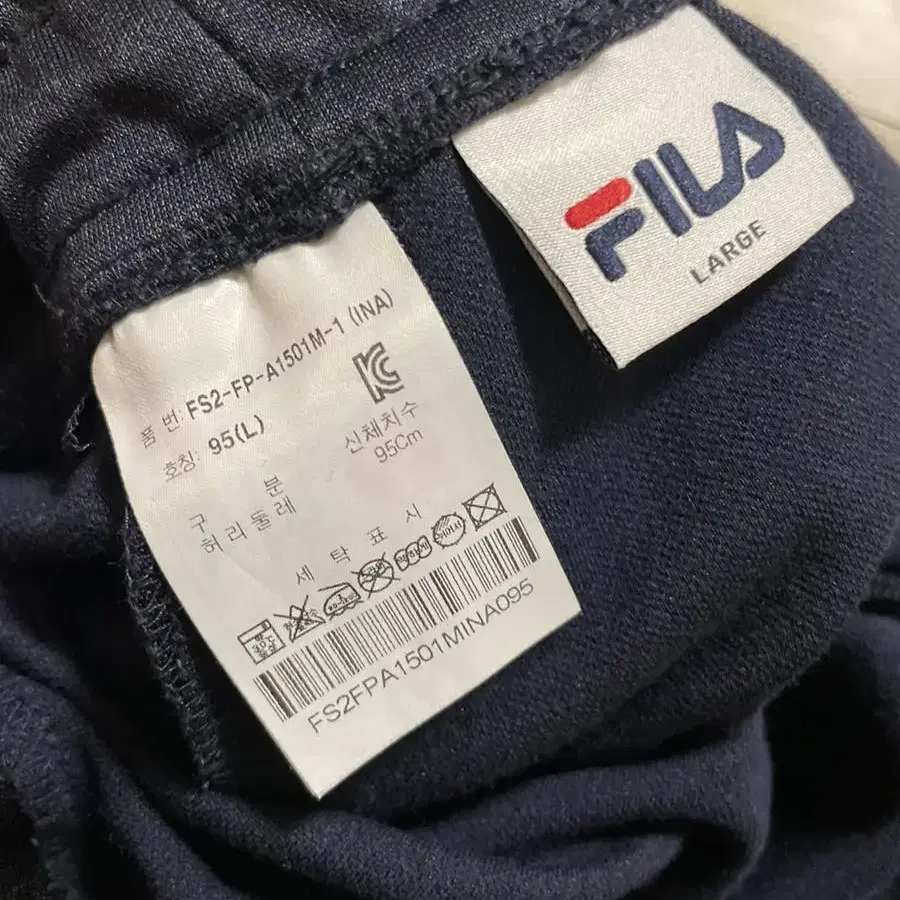 품 번: FS2-FP-A1501M-1 (INA)
호칭: 95(L)
구 분
신체치수
허리둘레
95Cm
세 탁 표 시
FS2FPA1501MINA095
FILA
LARGE